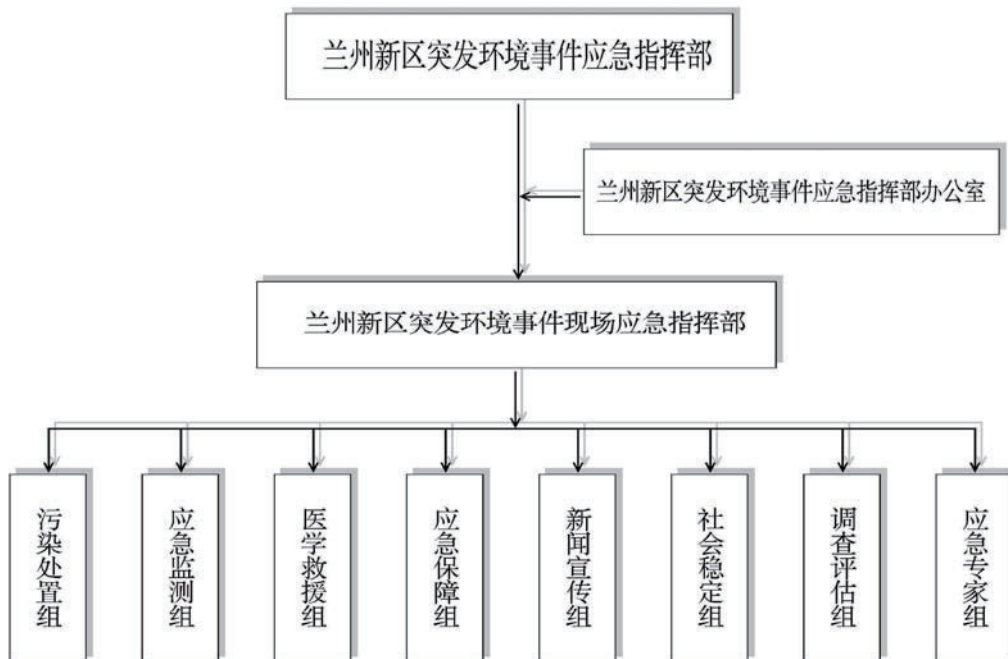 兰州新区突发环境事件应急指挥部
兰州新区突发环境事件应急指挥部办公室
兰州新区突发环境事件现场应急指挥部
污染处置组
应急监测组
医学救援组
应急保障组
新闻宣传组
社会稳定组
调查评估组
应急专家组